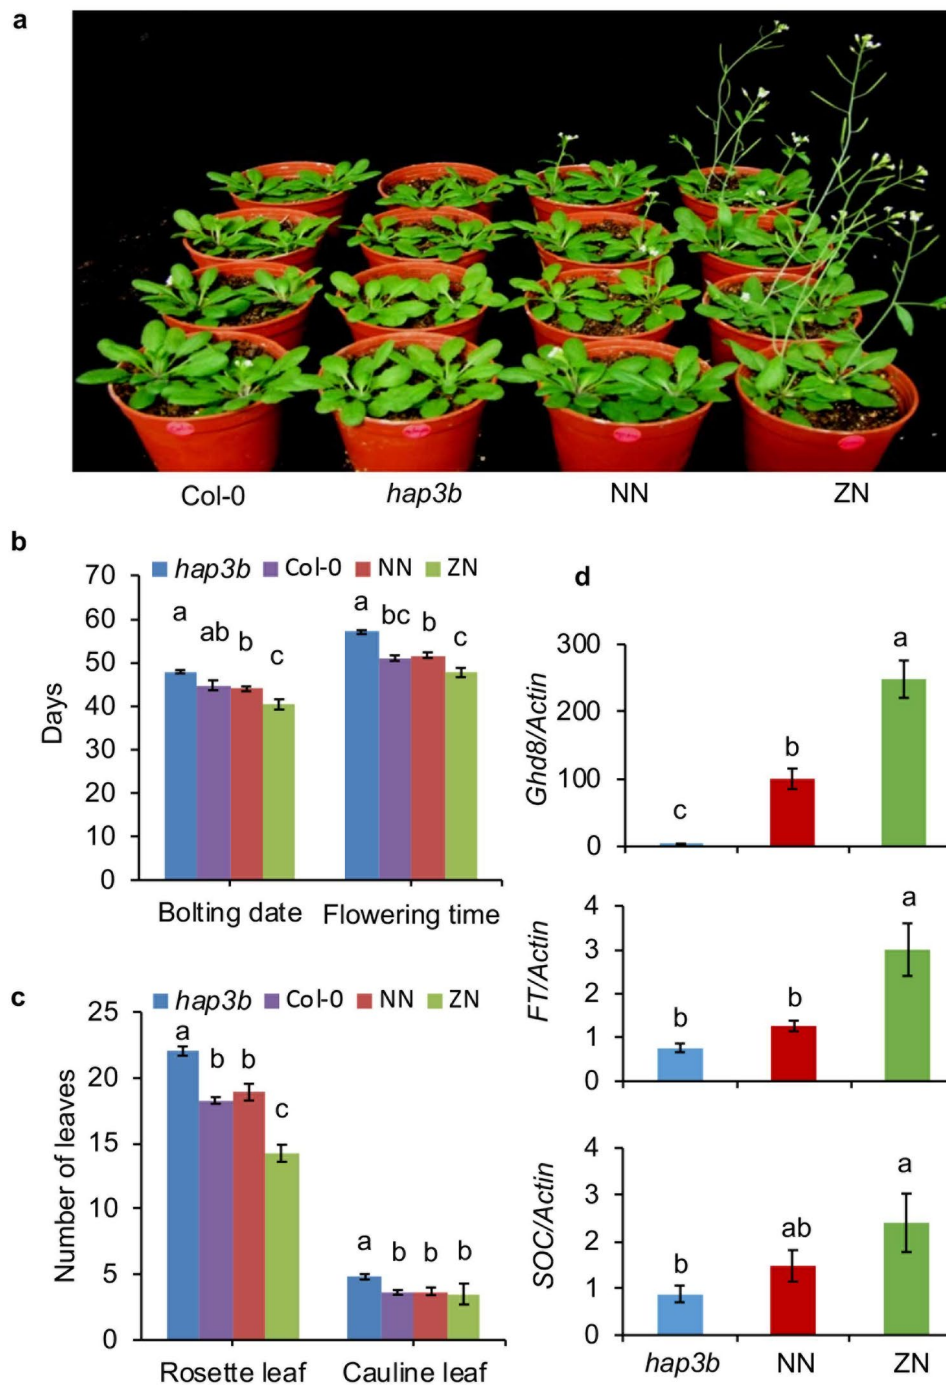 a
Col-0 hap3b NN ZN
b
hap3b Col-0 NN ZN
70
60
50
40
30
20
10
0
Days
a ab b c
a bc b c
Bolting date Flowering time
c
hap3b Col-0 NN ZN
25
20
15
10
5
0
Number of leaves
a b b c
a b b b
Rosette leaf Cauline leaf
d
300
200
100
0
Ghd8/Actin
c b a
4
3
2
1
0
FT/Actin
b b a
4
3
2
1
0
SOC/Actin
b ab a
hap3b NN ZN